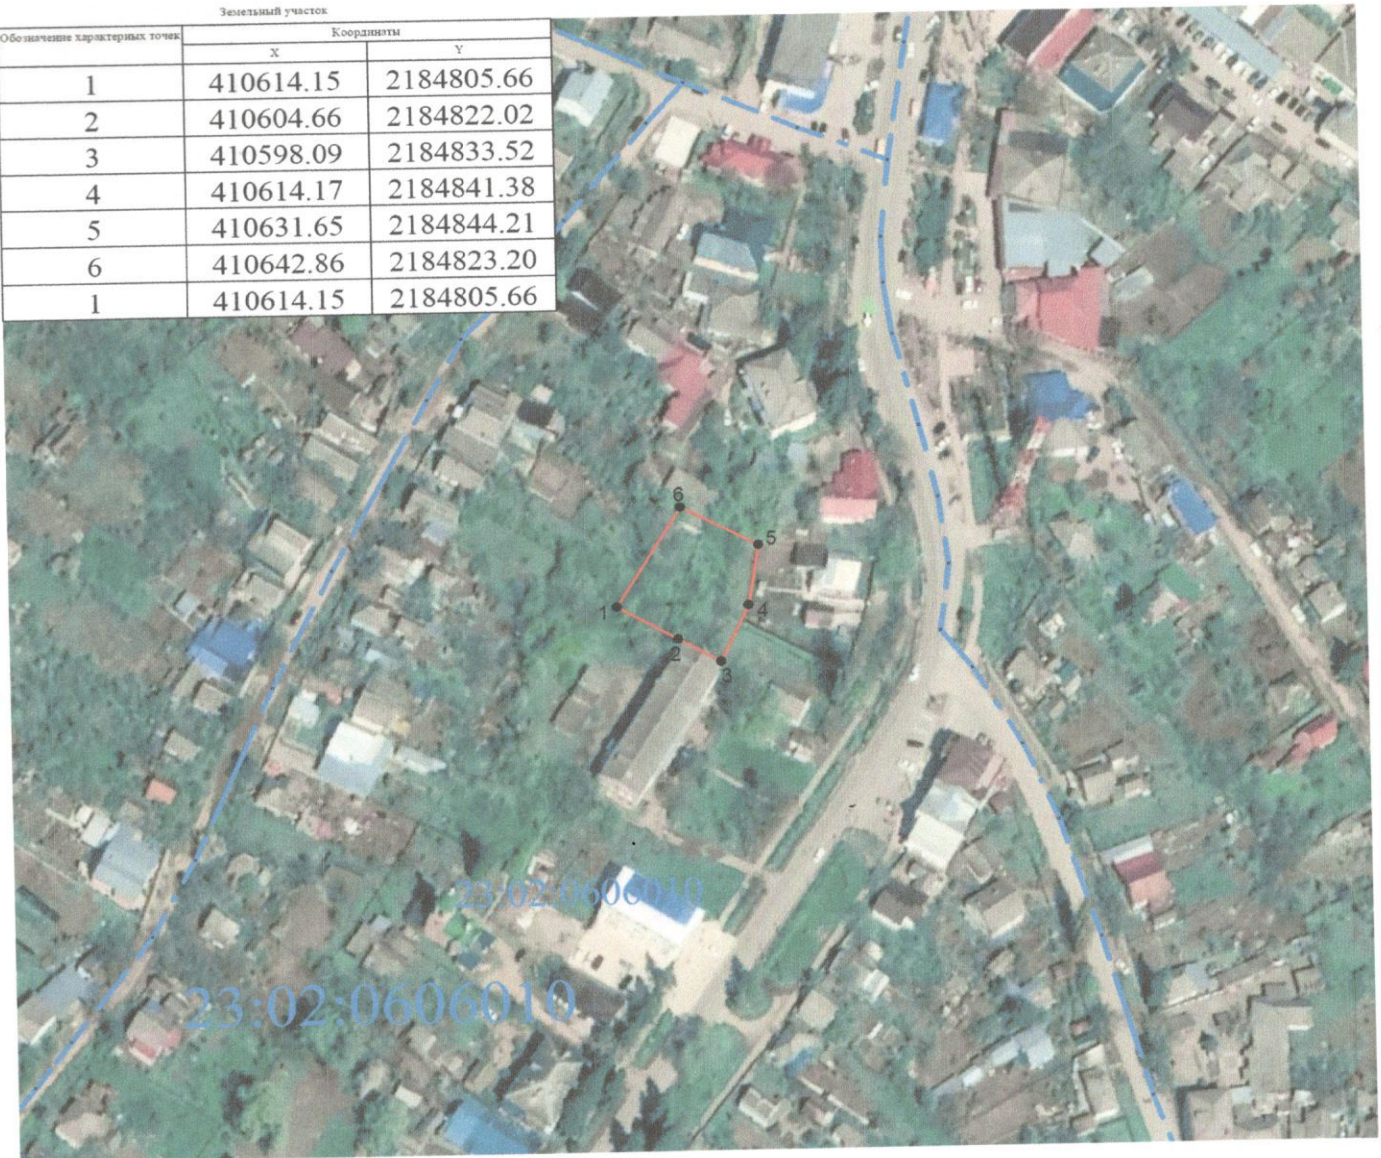 Земельный участок
Обозначение характерных точек Координаты
X Y
1 410614.15 2184805.66
2 410604.66 2184822.02
3 410598.09 2184833.52
4 410614.17 2184841.38
5 410631.65 2184844.21
6 410642.86 2184823.20
1 410614.15 2184805.66
6
5
1
4
2
3
23:02:0606010
23:02:0606010